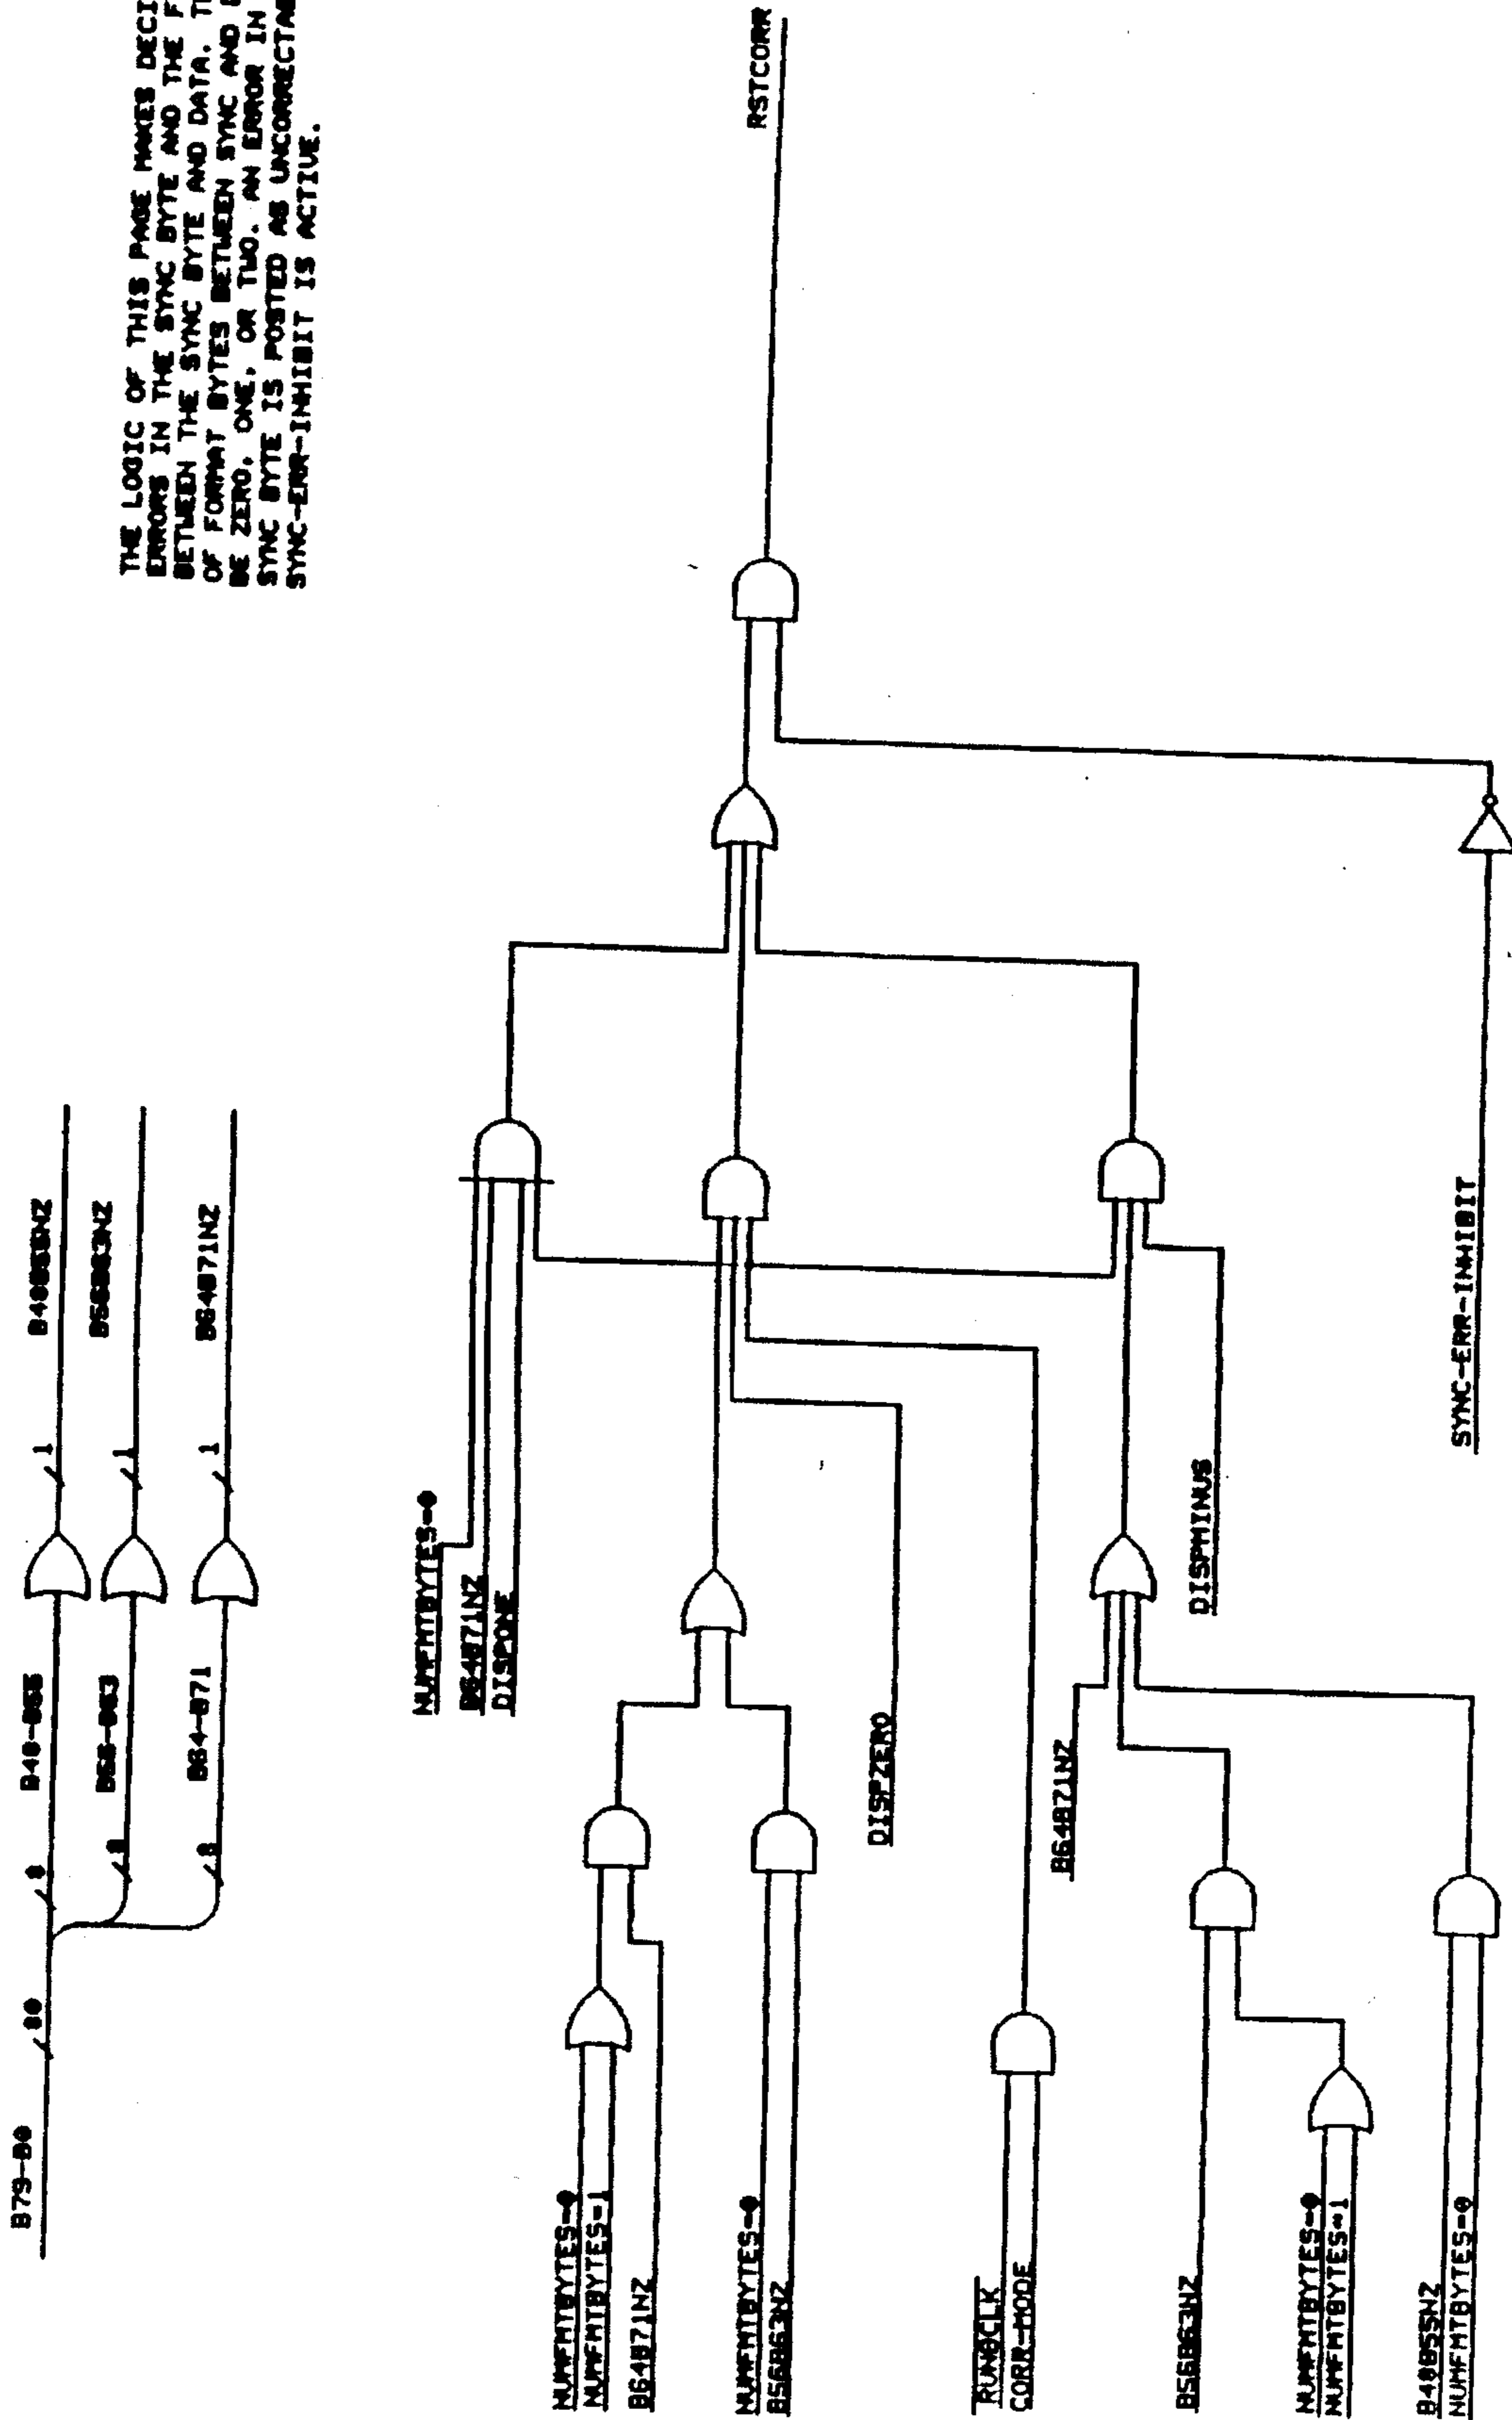 THE LOGIC OF THIS PAGE MAKES DECI
ERRORS IN THE SYNC BYTE AND THE F
BETWEEN THE SYNC BYTE AND DATA. T
OF FORMAT BYTES BETWEEN SYNC AND
BE ZERO, ONE, OR TWO. AN ERROR IN
SYNC BYTE IS POSTED AS UNCORRECTAB
SYNC-ERR-INHIBIT IS ACTIVE.
B79-B0
80
8
B48-B55
1
B48B55NZ
8
B56-B63
1
B56B63NZ
8
B64-B71
1
B64B71NZ
NUMFMTBYTES=0
B64B71NZ
DISPONE
NUMFMTBYTES=0
NUMFMTBYTES=1
B64B71NZ
NUMFMTBYTES=0
B56B63NZ
DISPZERO
RUN8CLK
CORR-MODE
B64B71NZ
B56B63NZ
NUMFMTBYTES=0
NUMFMTBYTES=1
B48B55NZ
NUMFMTBYTES=0
DISPMINUS
SYNC-ERR-INHIBIT
RSTCORR